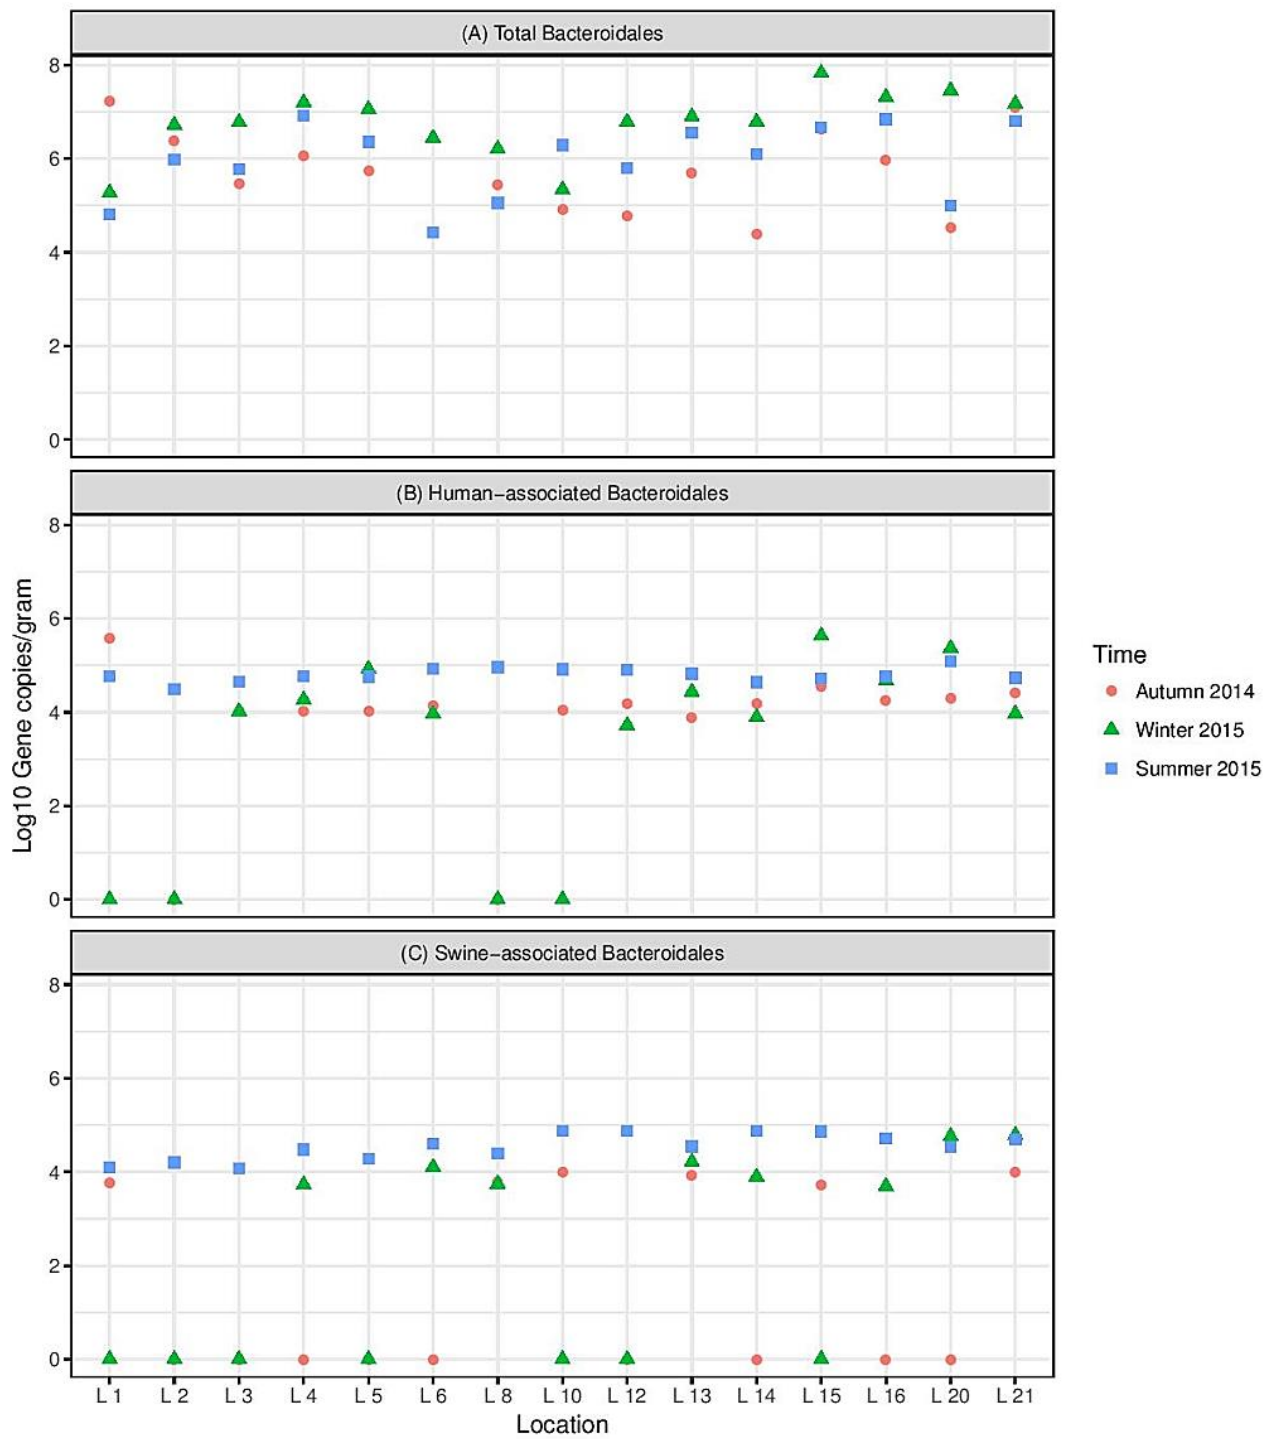 (A) Total Bacteroidales
8
6
4
2
0
(B) Human−associated Bacteroidales
8
6
4
2
0
(C) Swine−associated Bacteroidales
8
6
4
2
0
L 1 L 2 L 3 L 4 L 5 L 6 L 8 L 10 L 12 L 13 L 14 L 15 L 16 L 20 L 21
Location
Log10 Gene copies/gram
Time
Autumn 2014
Winter 2015
Summer 2015